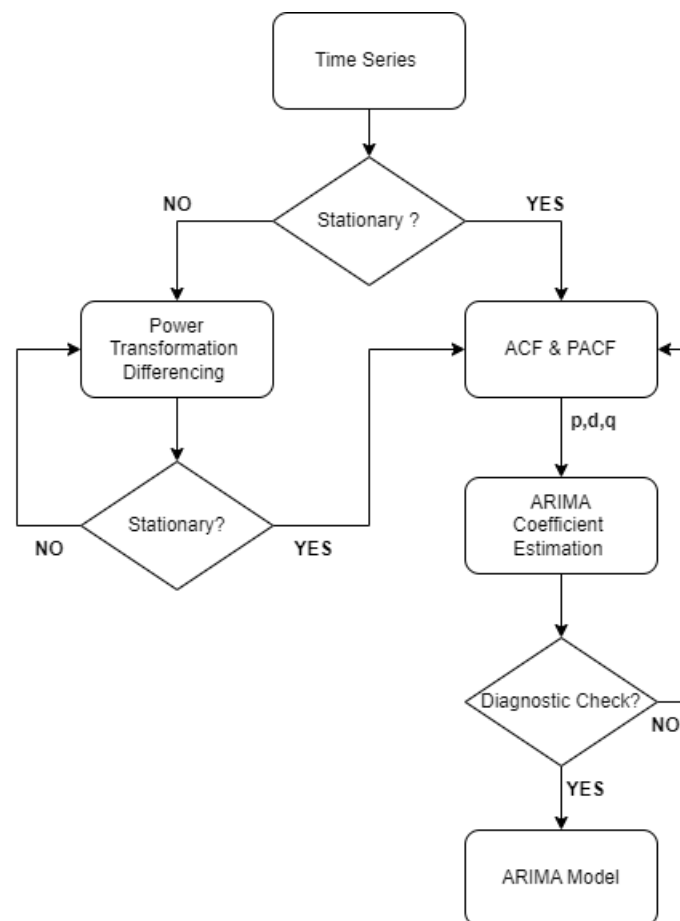 Time Series
NO
YES
Stationary ?
Power
Transformation
Differencing
ACF & PACF
p,d,q
Stationary?
NO
YES
ARIMA
Coefficient
Estimation
Diagnostic Check?
NO
YES
ARIMA Model